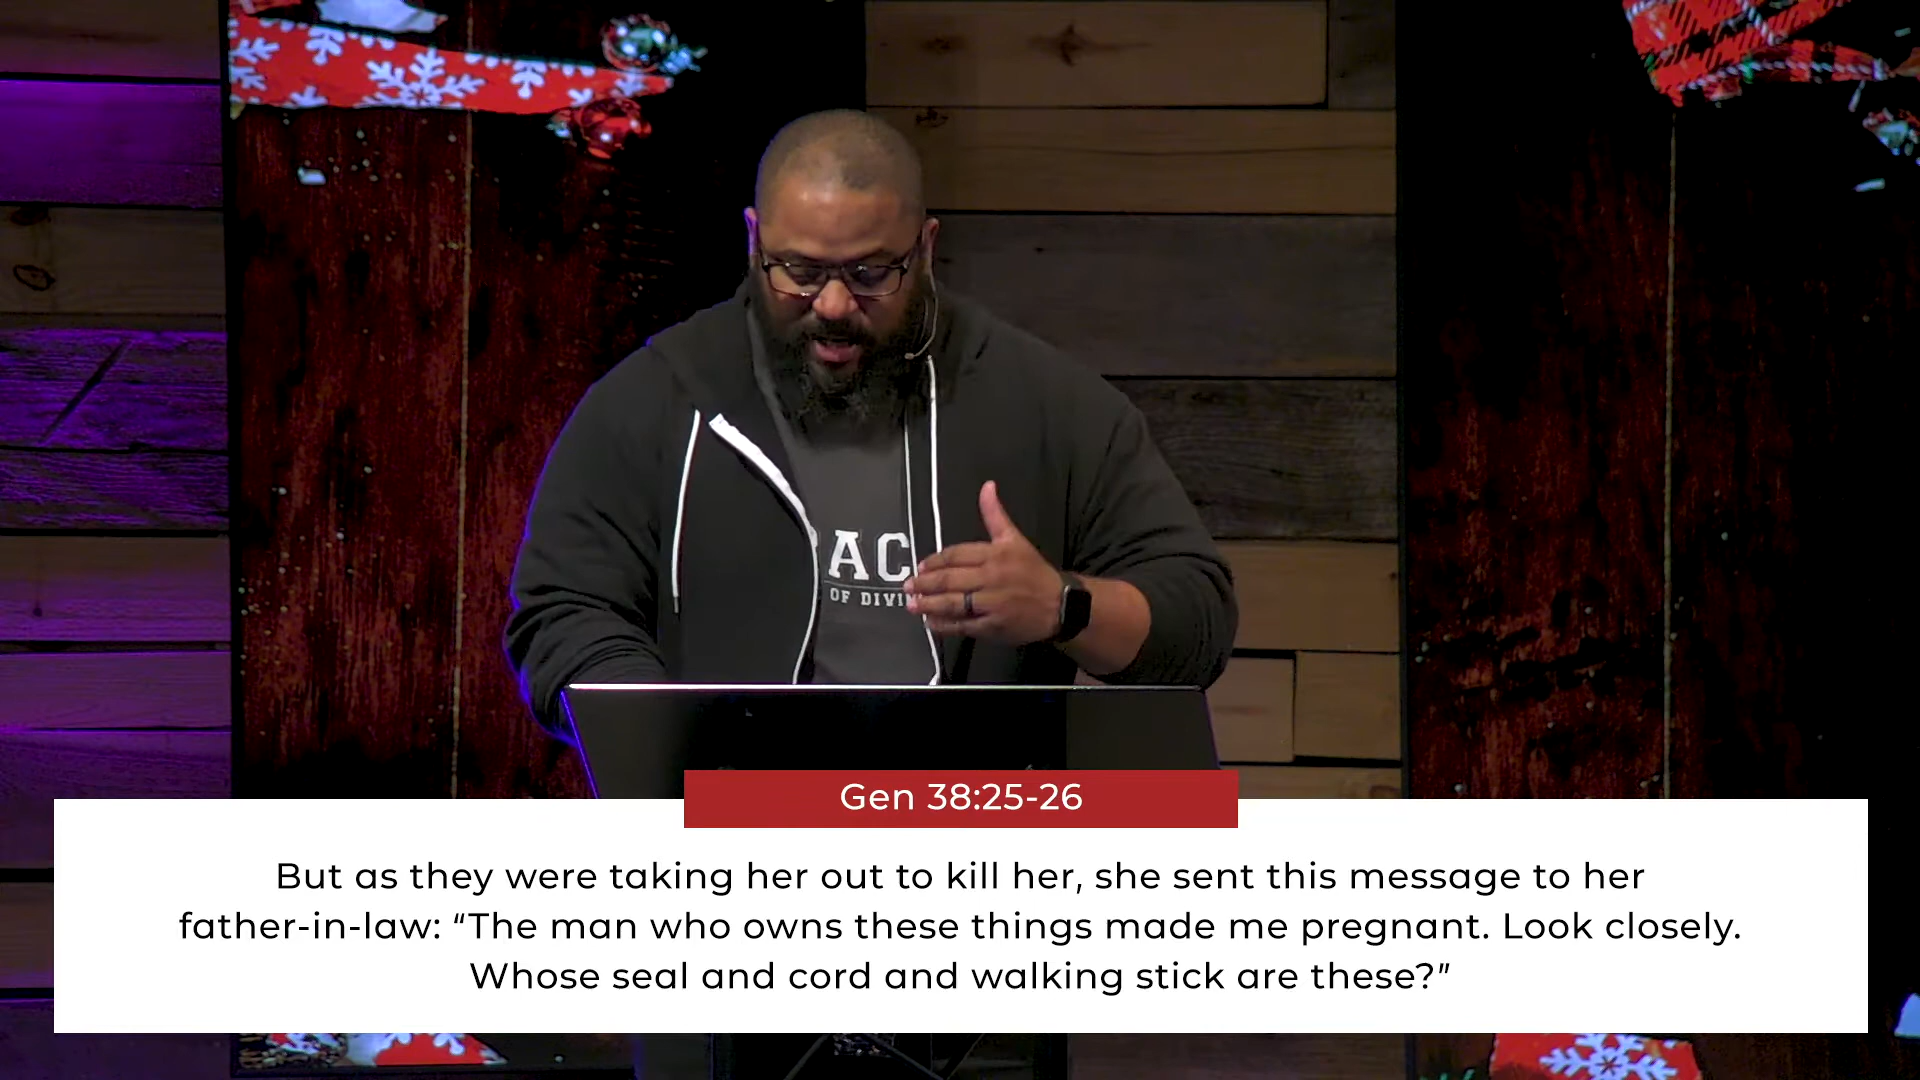 OF
Gen 38:25-26
But as they were taking her out to kill her, she sent this message to her
father-in-law: “The man who owns these things made me pregnant. Look closely.
Whose seal and cord and walking stick are these?”